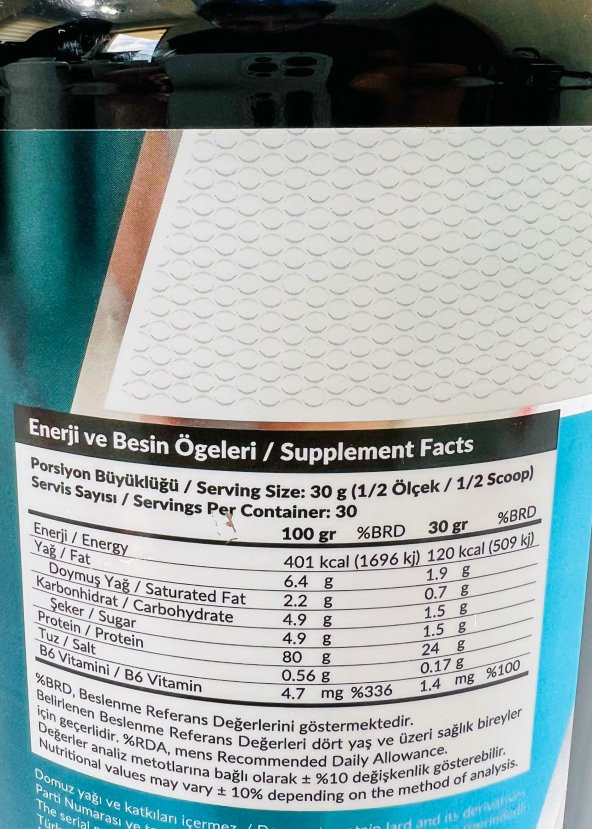 Enerji ve Besin Ögeleri / Supplement Facts
Porsiyon Büyüklüğü / Serving Size: 30 g (1/2 Ölçek / 1/2 Scoop)
Servis Sayısı / Servings Per Container: 30
100 gr %BRD 30 gr %BRD
Enerji / Energy 401 kcal (1696 kj) 120 kcal (509 kj)
Yağ / Fat 6.4 g 1.9 g
Doymuş Yağ / Saturated Fat 2.2 g 0.7 g
Karbonhidrat / Carbohydrate 4.9 g 1.5 g
Şeker / Sugar 4.9 g 1.5 g
Protein / Protein 80 g 24 g
Tuz / Salt 0.56 g 0.17 g
B6 Vitamini / B6 Vitamin 4.7 mg %336 1.4 mg %100
%BRD, Beslenme Referans Değerlerini göstermektedir.
Belirlenen Beslenme Referans Değerleri dört yaş ve üzeri sağlık bireyler
için geçerlidir. %RDA, mens Recommended Daily Allowance.
Değerler analiz metotlarına bağlı olarak ± %10 değişkenlik gösterebilir.
Nutritional values may vary ± 10% depending on the method of analysis.
Domuz yağı ve katkıları içermez. / lard and its derivatives
Parti Numarası ve
The serial